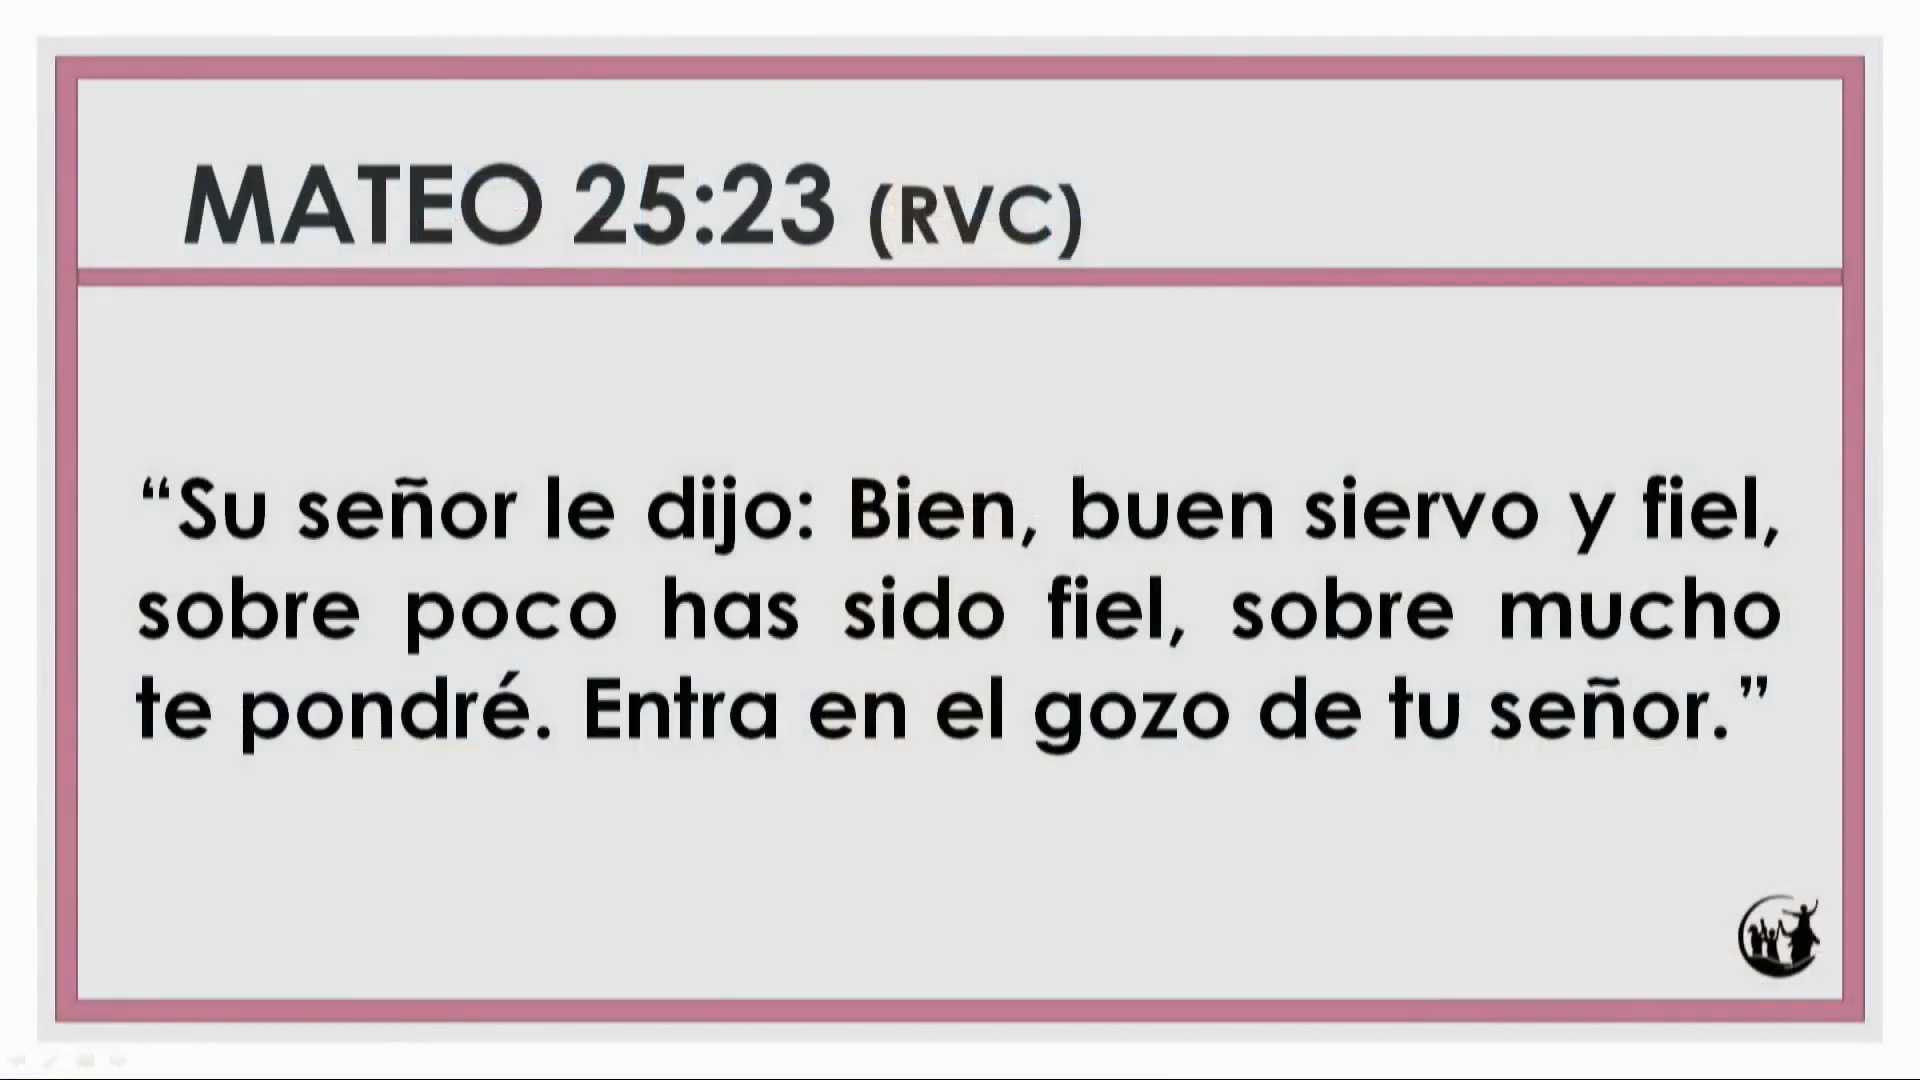 MATEO 25:23 (RVC)
“Su señor le dijo: Bien, buen siervo y fiel,
sobre poco has sido fiel, sobre mucho
te pondré. Entra en el gozo de tu señor.”